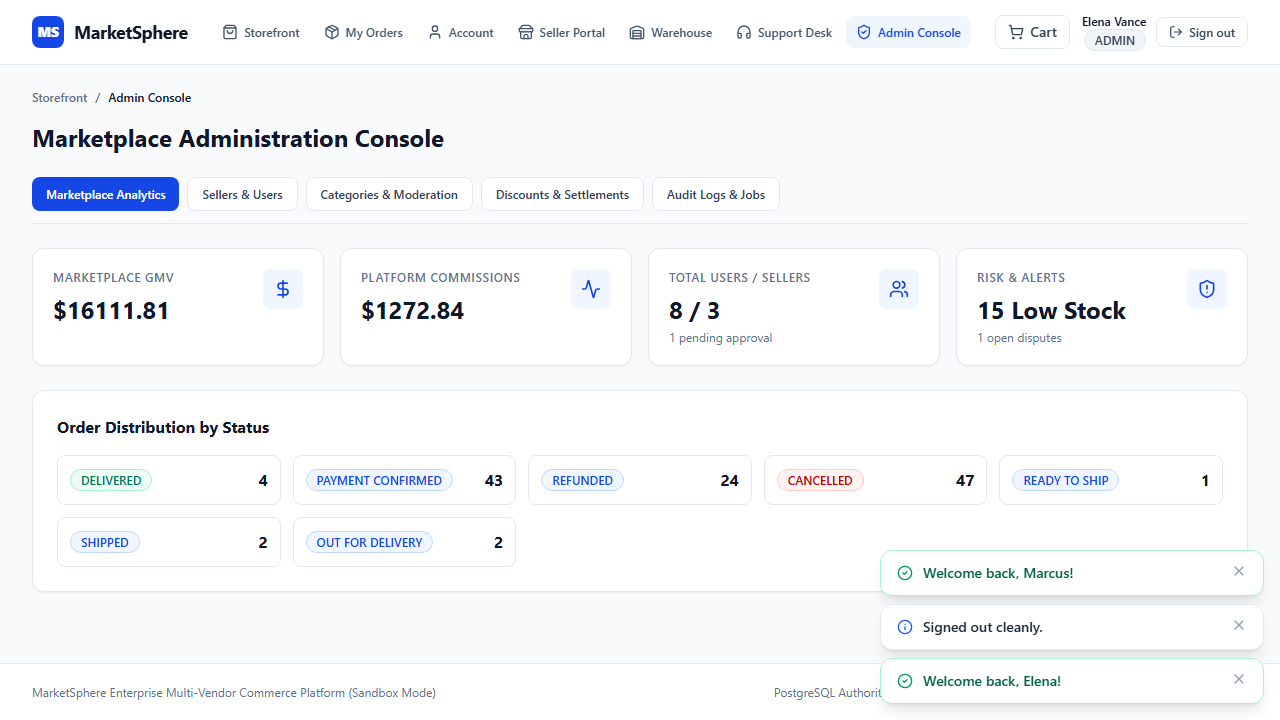 MS MarketSphere Storefront My Orders Account Seller Portal Warehouse Support Desk Admin Console Cart Elena Vance ADMIN Sign out
Storefront / Admin Console
Marketplace Administration Console
Marketplace Analytics Sellers & Users Categories & Moderation Discounts & Settlements Audit Logs & Jobs
MARKETPLACE GMV
$16111.81
PLATFORM COMMISSIONS
$1272.84
TOTAL USERS / SELLERS
8 / 3
1 pending approval
RISK & ALERTS
15 Low Stock
1 open disputes
Order Distribution by Status
DELIVERED 4
PAYMENT CONFIRMED 43
REFUNDED 24
CANCELLED 47
READY TO SHIP 1
SHIPPED 2
OUT FOR DELIVERY 2
Welcome back, Marcus!
Signed out cleanly.
Welcome back, Elena!
MarketSphere Enterprise Multi-Vendor Commerce Platform (Sandbox Mode)
PostgreSQL